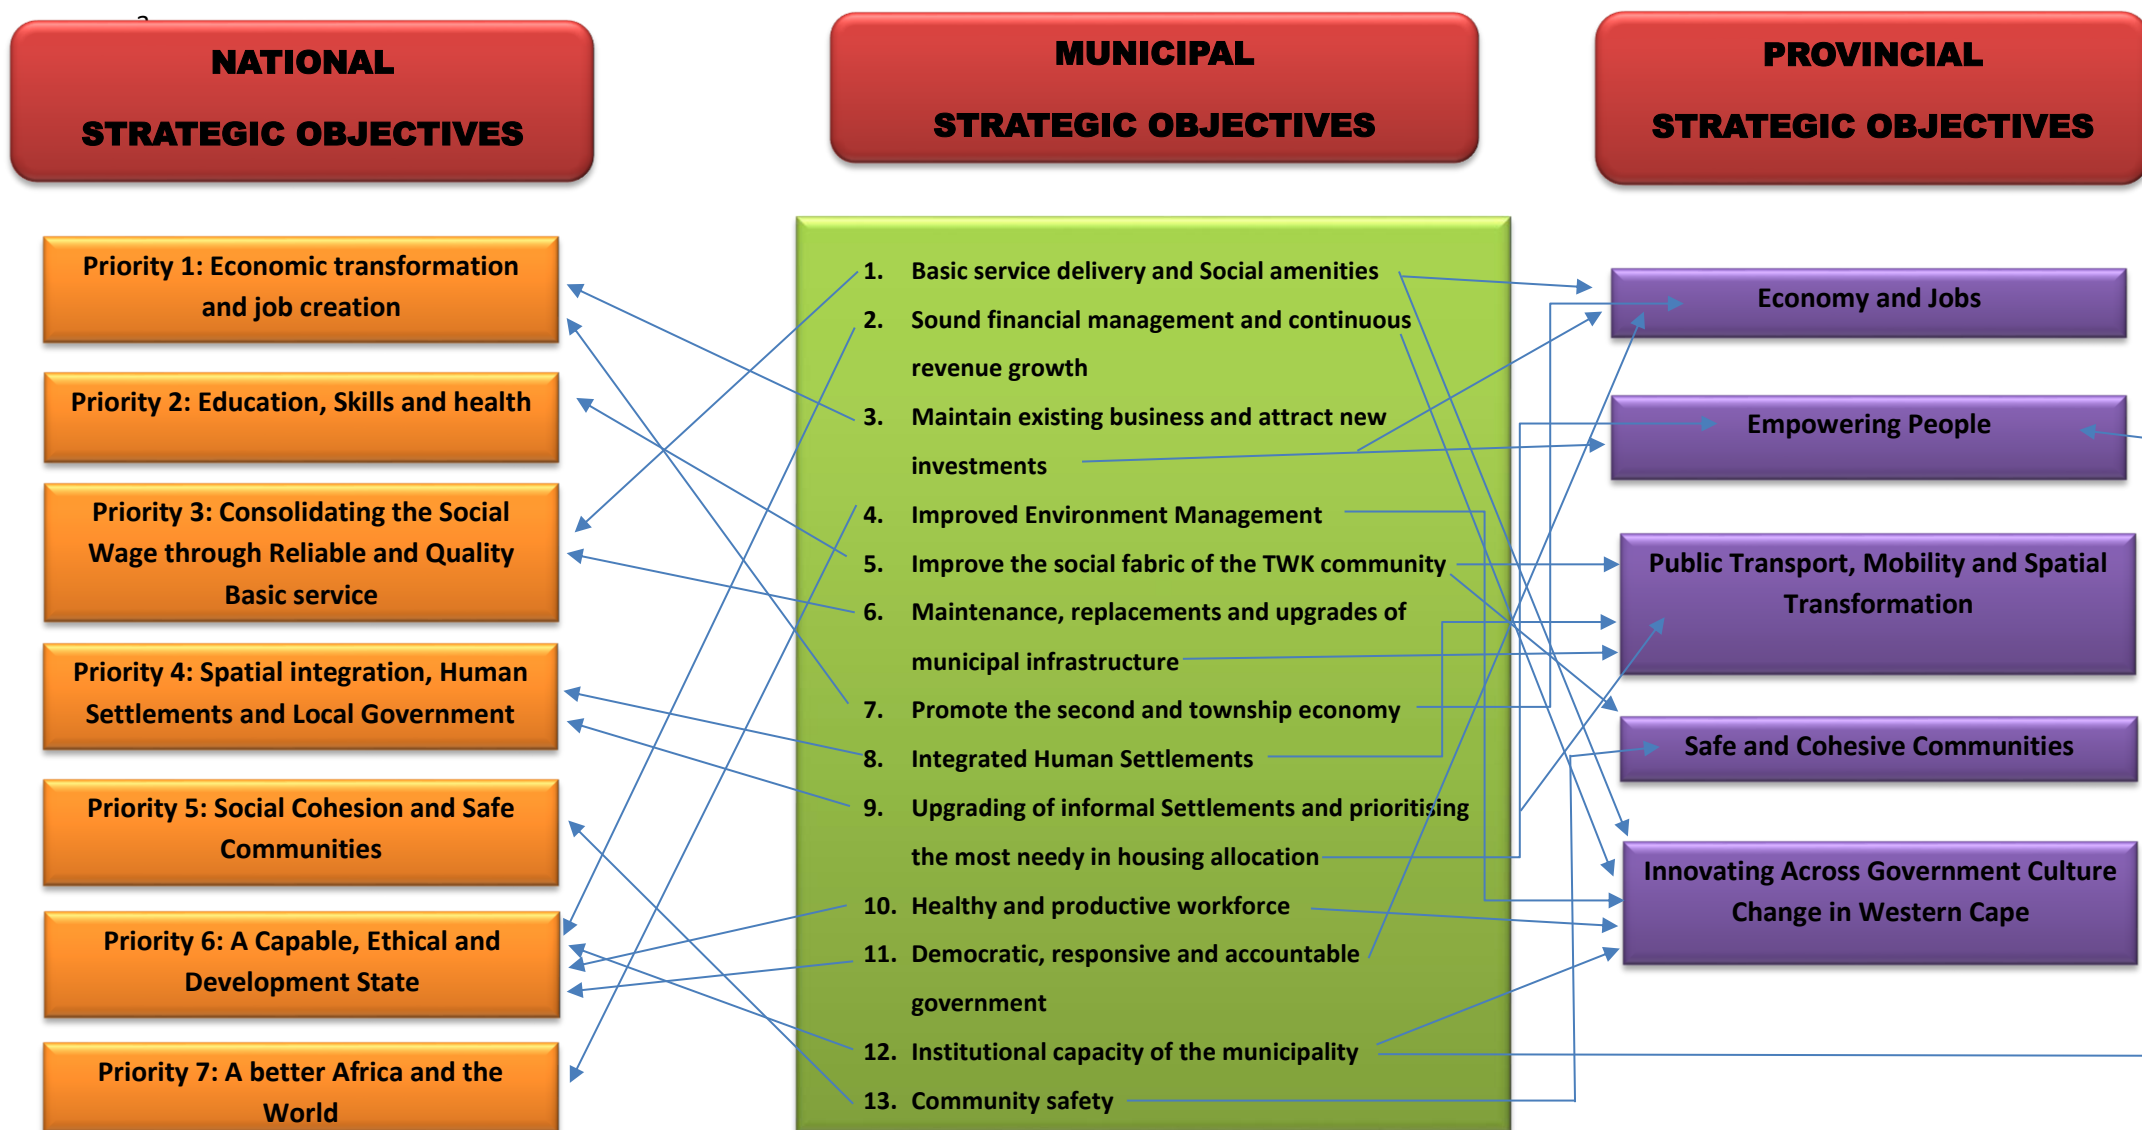 NATIONAL
STRATEGIC OBJECTIVES
Priority 1: Economic transformation
and job creation
Priority 2: Education, Skills and health
Priority 3: Consolidating the Social
Wage through Reliable and Quality
Basic service
Priority 4: Spatial integration, Human
Settlements and Local Government
Priority 5: Social Cohesion and Safe
Communities
Priority 6: A Capable, Ethical and
Development State
Priority 7: A better Africa and the
World
MUNICIPAL
STRATEGIC OBJECTIVES
1. Basic service delivery and Social amenities
2. Sound financial management and continuous
revenue growth
3. Maintain existing business and attract new
investments
4. Improved Environment Management
5. Improve the social fabric of the TWK community
6. Maintenance, replacements and upgrades of
municipal infrastructure
7. Promote the second and township economy
8. Integrated Human Settlements
9. Upgrading of informal Settlements and prioritising
the most needy in housing allocation
10. Healthy and productive workforce
11. Democratic, responsive and accountable
government
12. Institutional capacity of the municipality
13. Community safety
PROVINCIAL
STRATEGIC OBJECTIVES
Economy and Jobs
Empowering People
Public Transport, Mobility and Spatial
Transformation
Safe and Cohesive Communities
Innovating Across Government Culture
Change in Western Cape